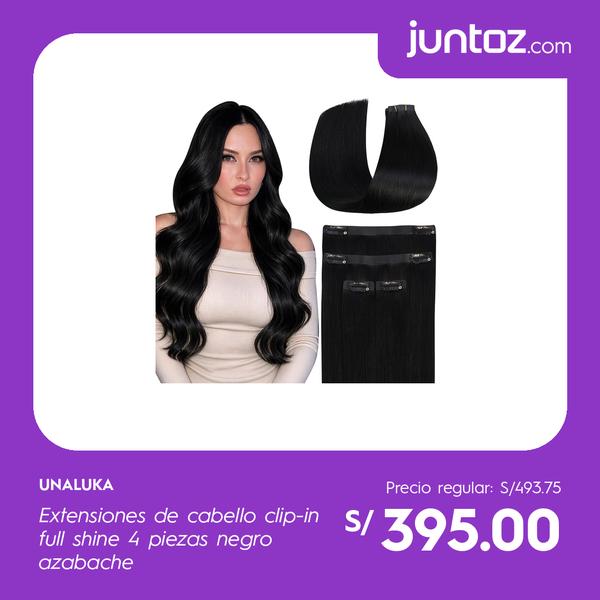 juntoz.com
UNALUKA
Extensiones de cabello clip-in
full shine 4 piezas negro
azabache
Precio regular: S/493.75
S/395.00